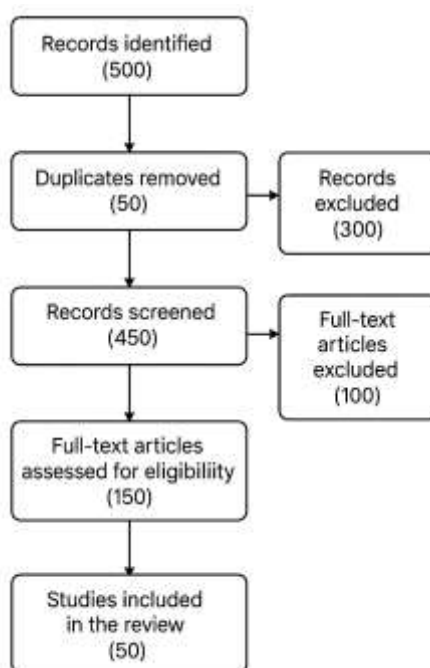 Records identified
(500)
Duplicates removed
(50)
Records
excluded
(300)
Records screened
(450)
Full-text
articles
excluded
(100)
Full-text articles
assessed for eligibiliity
(150)
Studies included
in the review
(50)